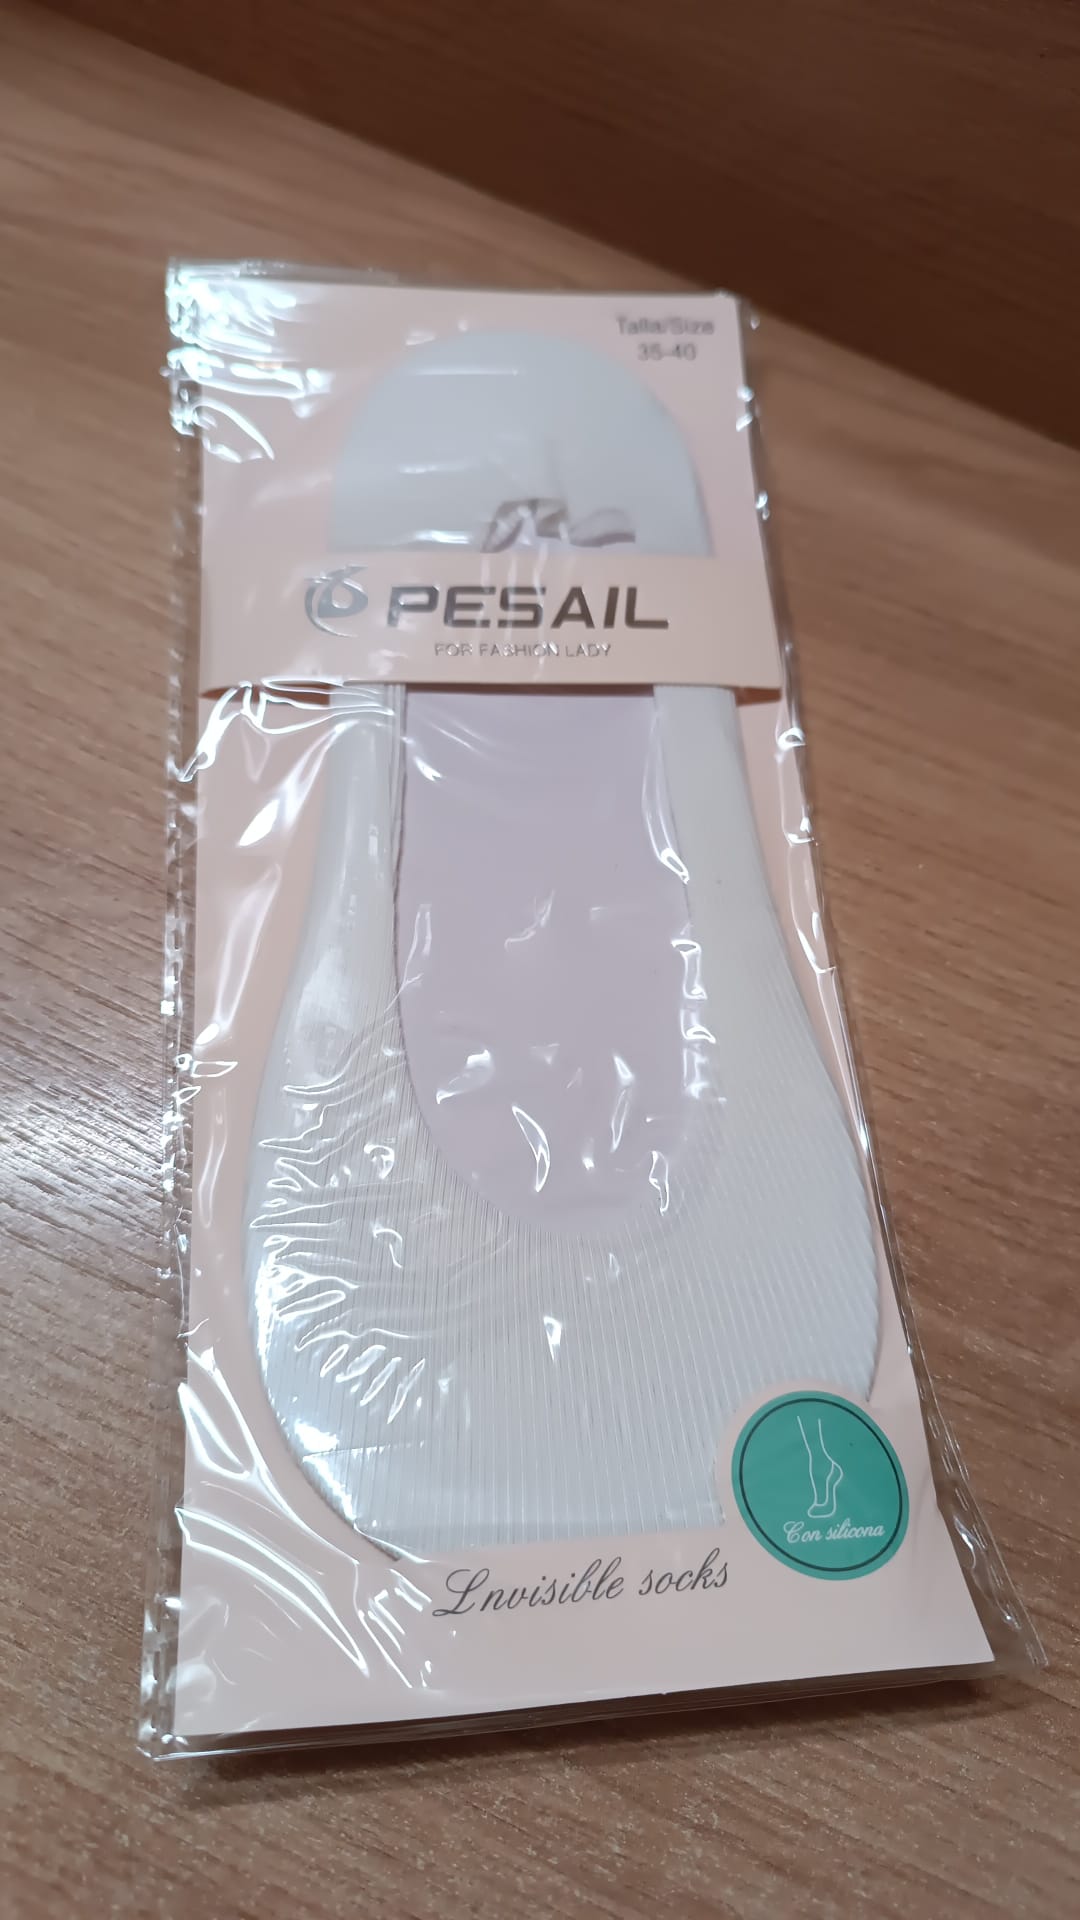 Talla/Size
35-40
PESAIL
FOR FASHION LADY
Con silicona
Lnvisible socks